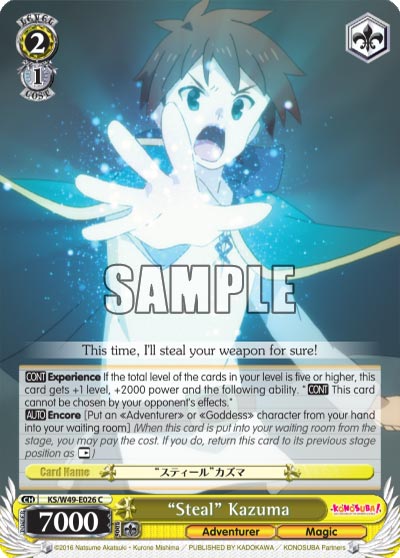 LEVEL
2
1
COST
SAMPLE
This time, I'll steal your weapon for sure!
CONT Experience If the total level of the cards in your level is five or higher, this
card gets +1 level, +2000 power and the following ability. " CONT This card
cannot be chosen by your opponent's effects."
AUTO Encore [Put an «Adventurer» or «Goddess» character from your hand
into your waiting room] (When this card is put into your waiting room from the
stage, you may pay the cost. If you do, return this card to its previous stage
position as )
Card Name
"スティール"カズマ
CH KS/W49-E026 C
7000
"Steal" Kazuma
KONOSUBA!
Adventurer
Magic
©2016 Natsume Akatsuki・Kurone Mishima / PUBLISHED BY KADOKAWA / KONOSUBA Partners